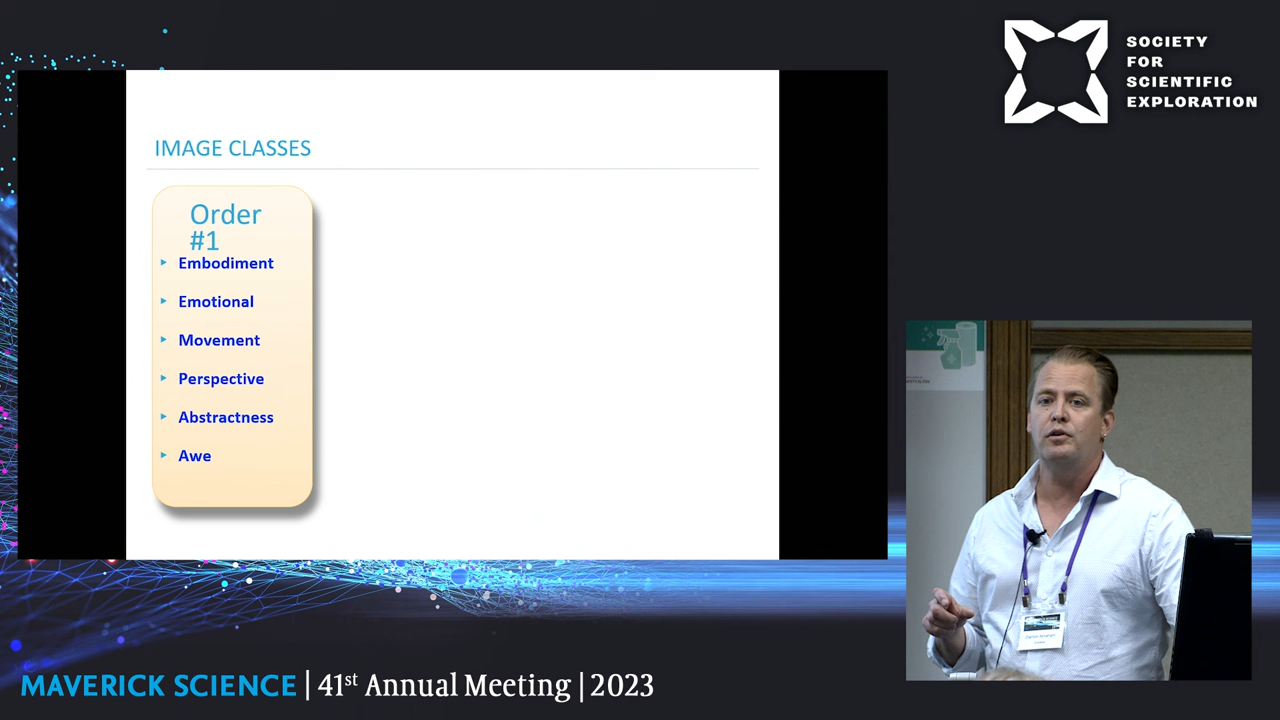 SOCIETY
FOR
SCIENTIFIC
EXPLORATION
IMAGE CLASSES
Order
#1
Embodiment
Emotional
Movement
Perspective
Abstractness
Awe
MAVERICK SCIENCE | 41st Annual Meeting | 2023